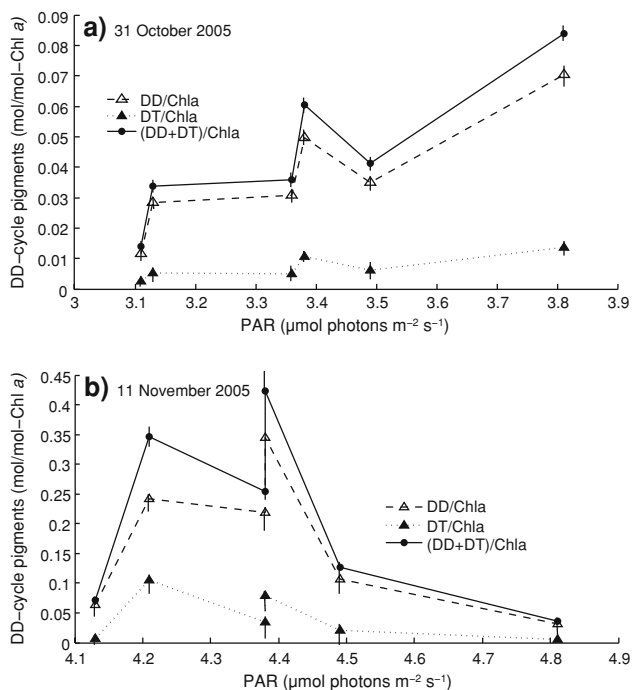 a) 31 October 2005
DD–cycle pigments (mol/mol–Chl a)
0.09
0.08
0.07
0.06
0.05
0.04
0.03
0.02
0.01
0
DD/Chla
DT/Chla
(DD+DT)/Chla
3 3.1 3.2 3.3 3.4 3.5 3.6 3.7 3.8 3.9
PAR (μmol photons m⁻² s⁻¹)
b) 11 November 2005
DD–cycle pigments (mol/mol–Chl a)
0.45
0.4
0.35
0.3
0.25
0.2
0.15
0.1
0.05
0
DD/Chla
DT/Chla
(DD+DT)/Chla
4.1 4.2 4.3 4.4 4.5 4.6 4.7 4.8 4.9
PAR (μmol photons m⁻² s⁻¹)